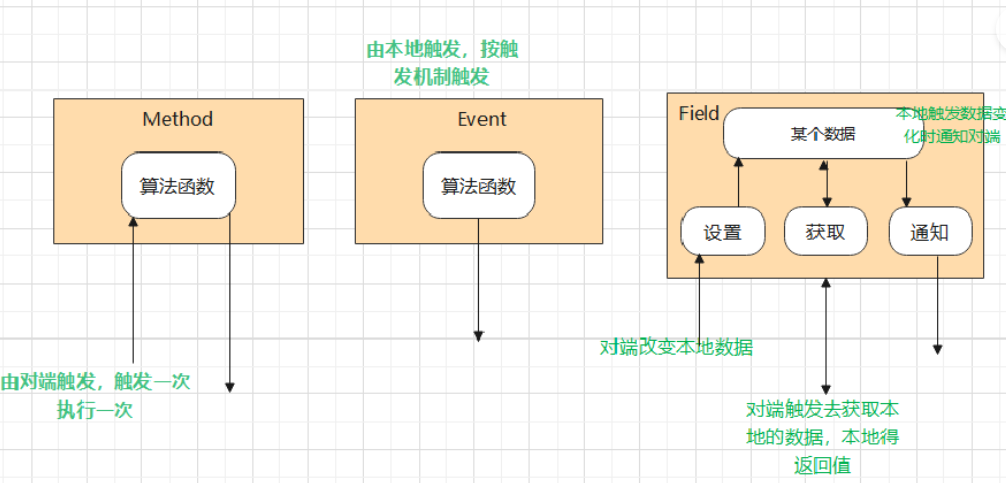 由本地触发，按触
发机制触发
Method
算法函数
由对端触发，触发一次
执行一次
Event
算法函数
Field
某个数据
本地触发数据变
化时通知对端
设置
获取
通知
对端改变本地数据
对端触发去获取本
地的数据，本地得
返回值